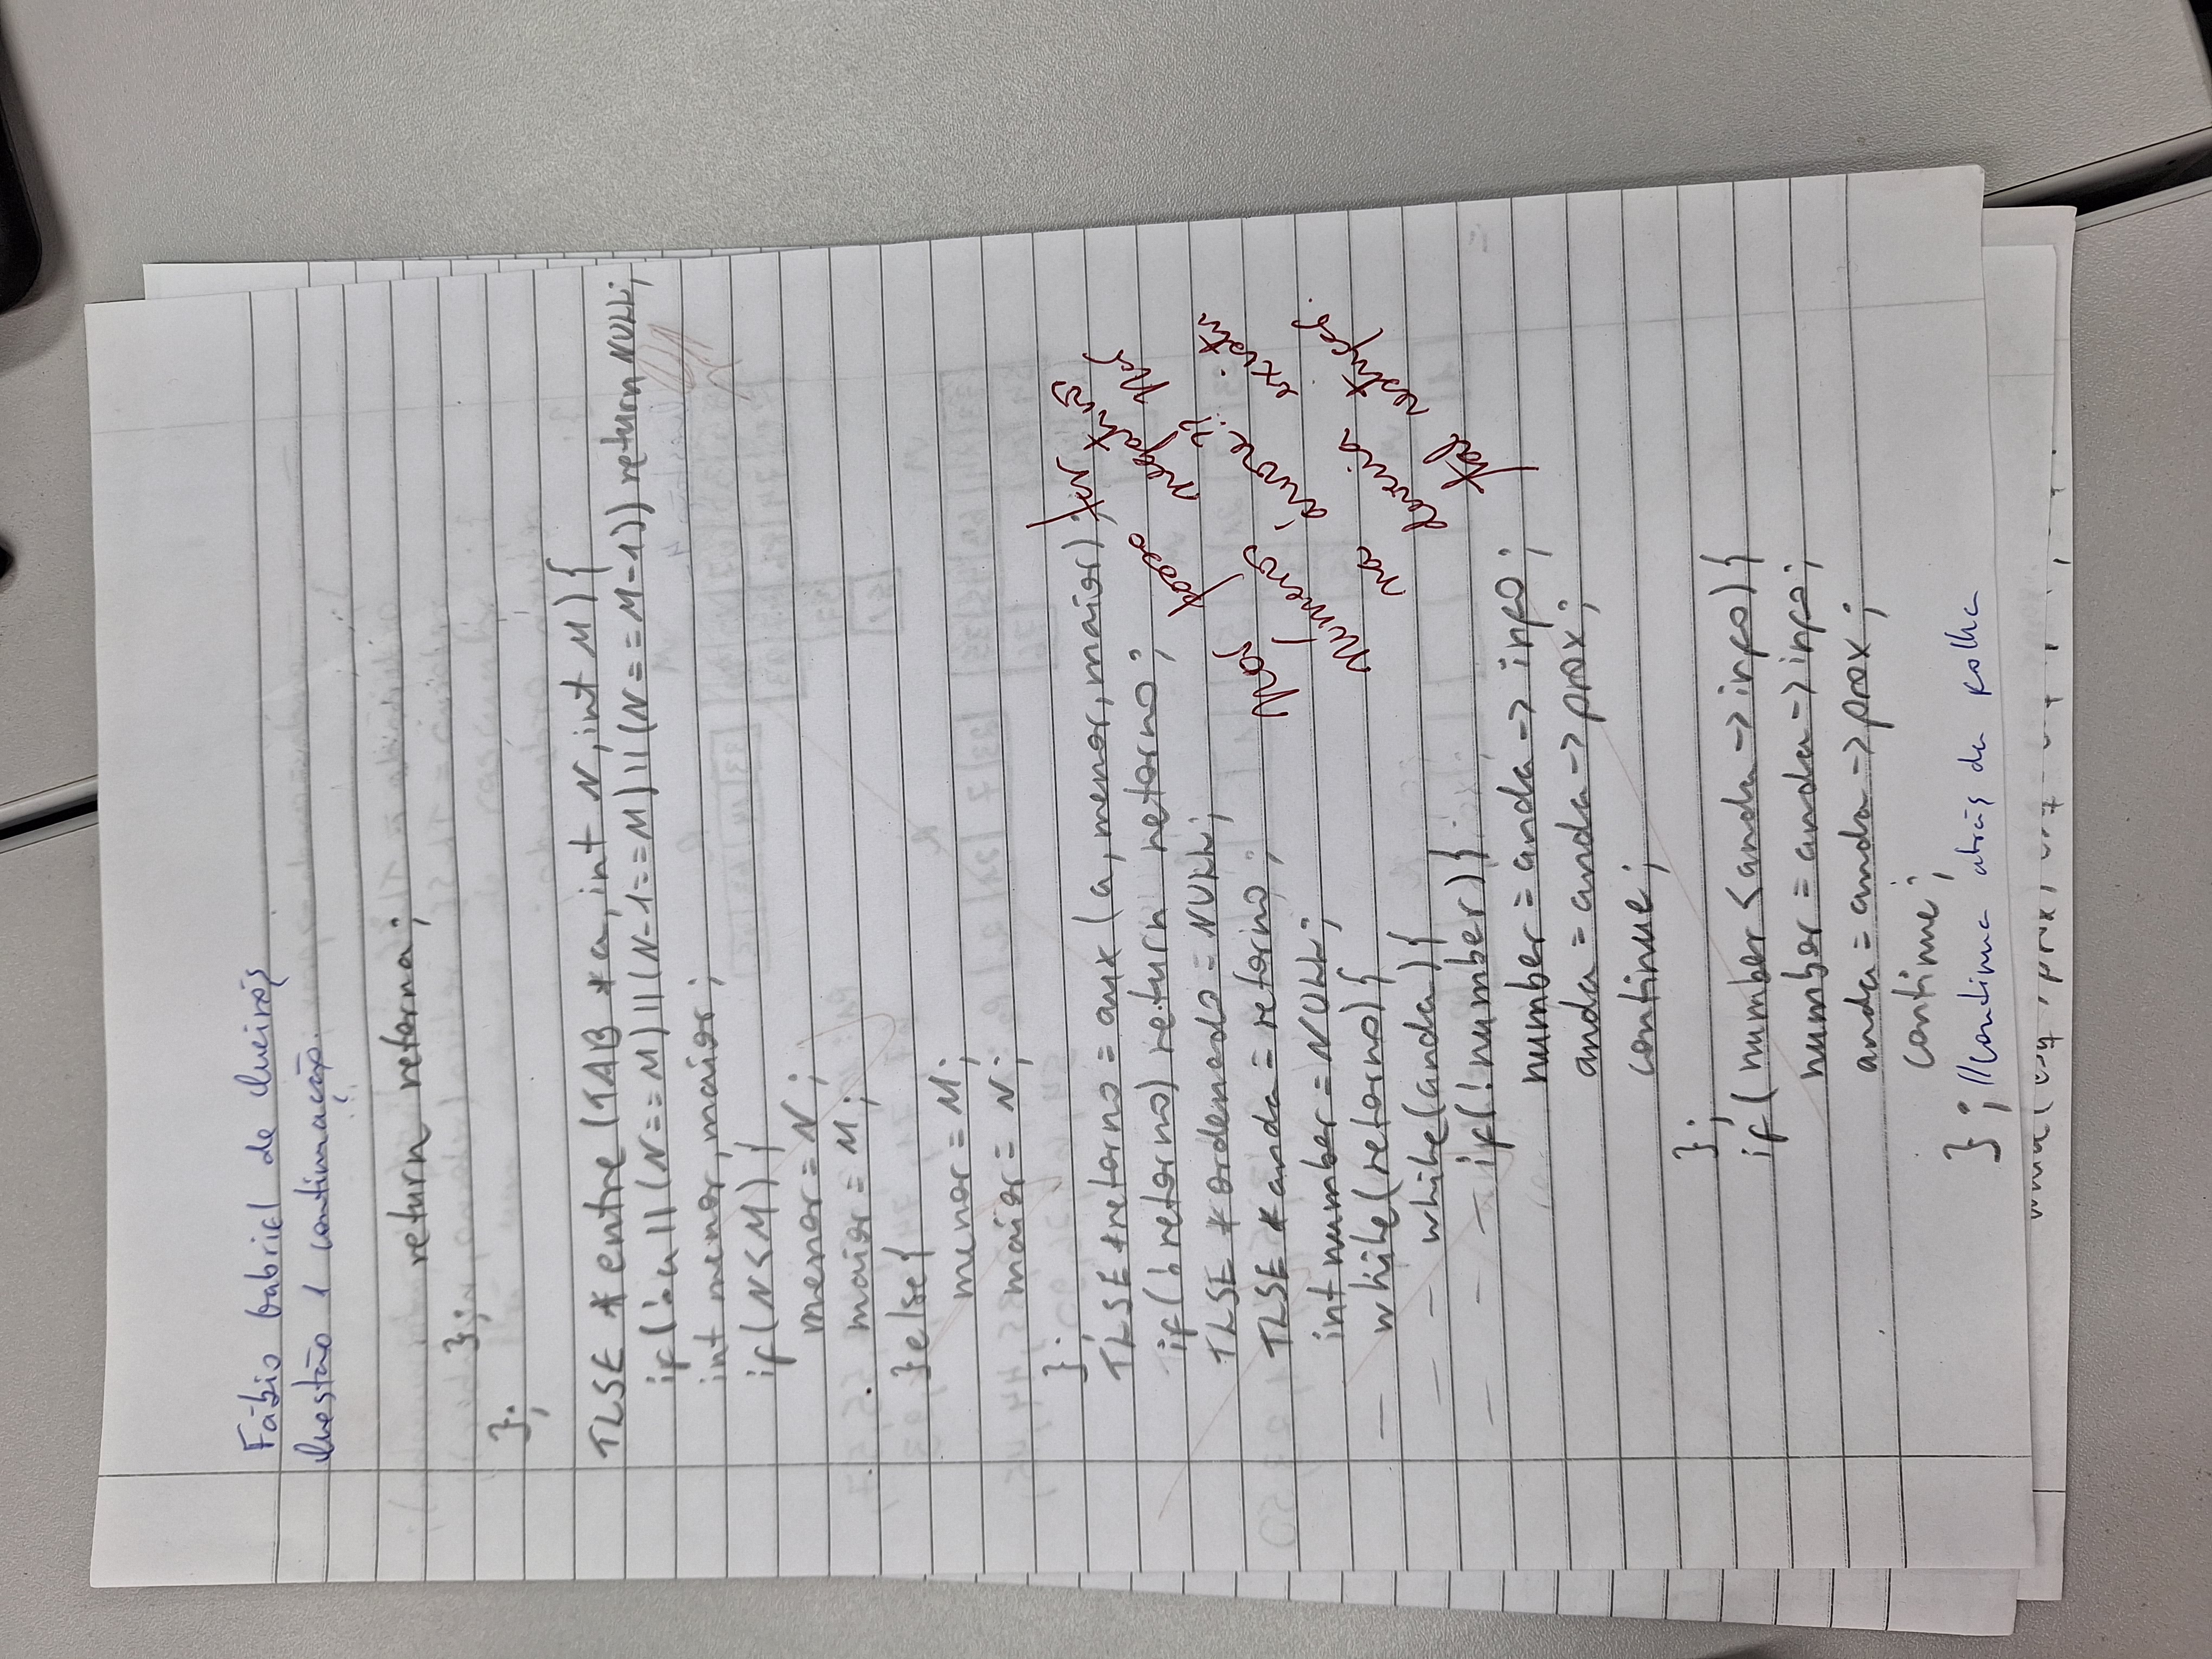 Fábio Gabriel de Queirós
Questão 1 continuação.
return retorna;
};
};
TLSE *entre (TAB *a, int N, int M) {
if(!a || (N==M) || (N-1==M) || (N==M-1)) return NULL;
int menor, maior;
if(N<M) {
menor = N;
maior = M;
}else{
menor = M;
maior = N;
};
TLSE *retorno = aux (a, menor, maior);
if(!retorno) return retorno;
TLSE *ordenado = NULL;
TLSE *anda = retorno;
int number = NULL;
while(retorno){
while(anda){
if(!number){
number = anda -> info;
anda = anda -> prox;
continue;
};
if( number < anda -> info){
number = anda -> info;
anda = anda -> prox;
continue;
}; //continua atrás da folha
Não posso ter
números negativos
na árvore?? Não
deveria existir
tal restrição.